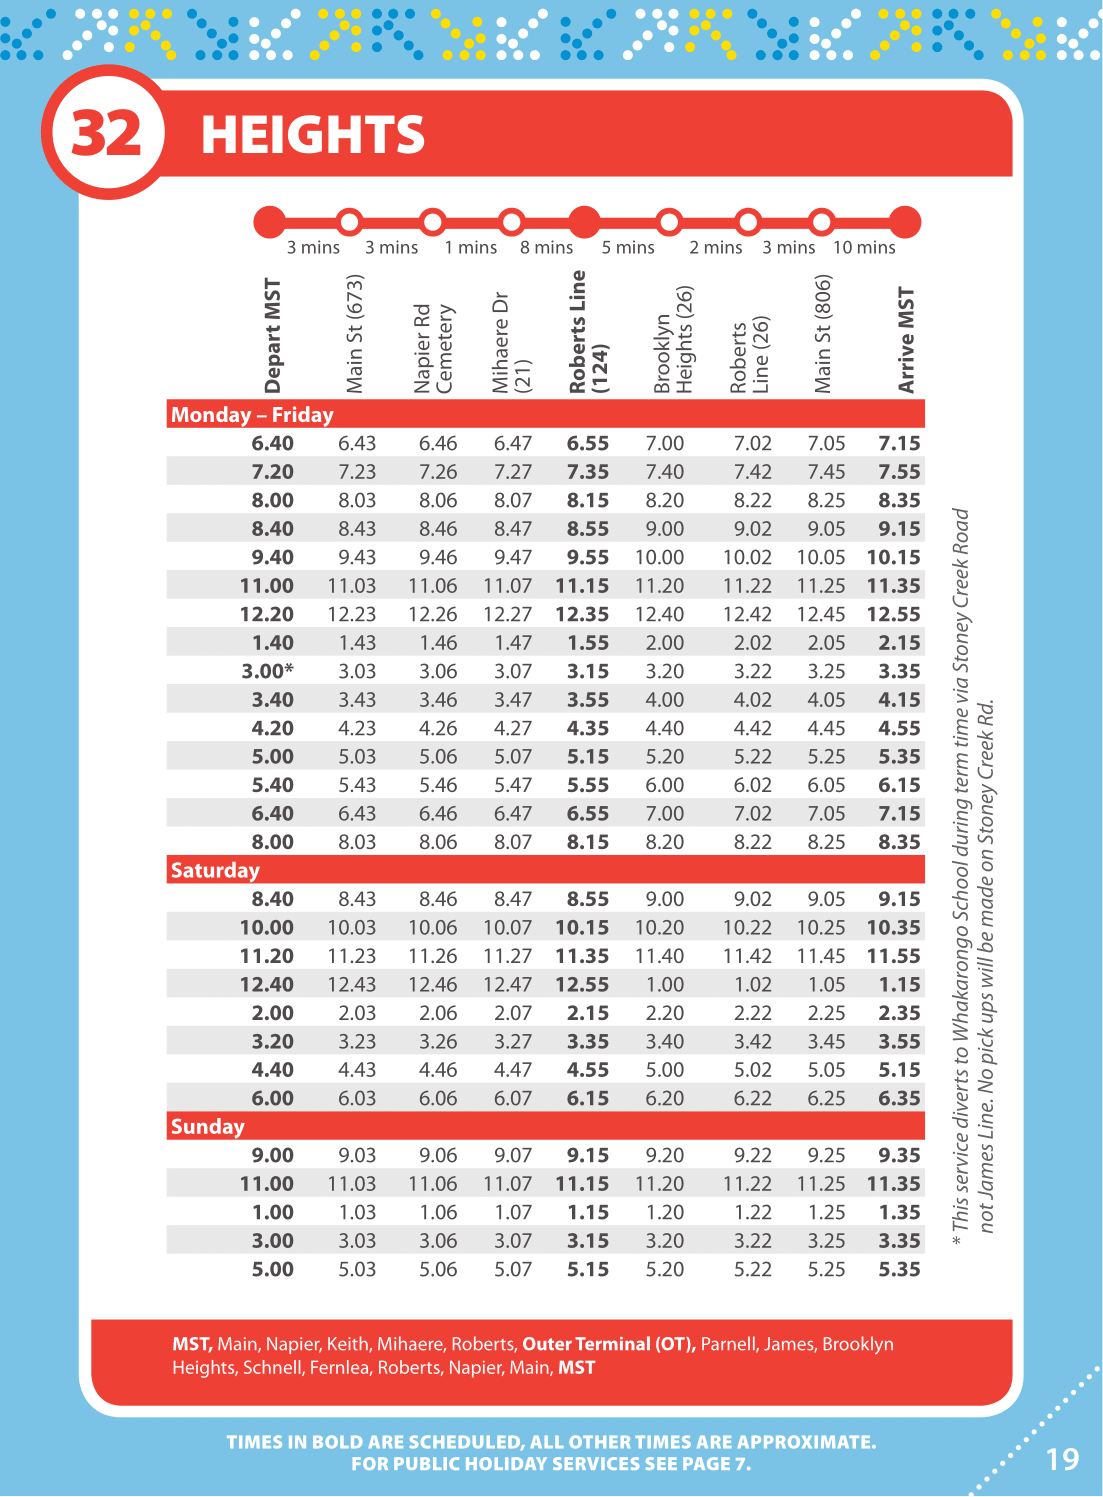 32 HEIGHTS
3 mins 3 mins 1 mins 8 mins 5 mins 2 mins 3 mins 10 mins
Depart MST
Main St (673)
Napier Rd
Cemetery
Mihaere Dr
(21)
Roberts Line
(124)
Brooklyn
Heights (26)
Roberts
Line (26)
Main St (806)
Arrive MST
Monday – Friday
6.40 6.43 6.46 6.47 6.55 7.00 7.02 7.05 7.15
7.20 7.23 7.26 7.27 7.35 7.40 7.42 7.45 7.55
8.00 8.03 8.06 8.07 8.15 8.20 8.22 8.25 8.35
8.40 8.43 8.46 8.47 8.55 9.00 9.02 9.05 9.15
9.40 9.43 9.46 9.47 9.55 10.00 10.02 10.05 10.15
11.00 11.03 11.06 11.07 11.15 11.20 11.22 11.25 11.35
12.20 12.23 12.26 12.27 12.35 12.40 12.42 12.45 12.55
1.40 1.43 1.46 1.47 1.55 2.00 2.02 2.05 2.15
3.00* 3.03 3.06 3.07 3.15 3.20 3.22 3.25 3.35
3.40 3.43 3.46 3.47 3.55 4.00 4.02 4.05 4.15
4.20 4.23 4.26 4.27 4.35 4.40 4.42 4.45 4.55
5.00 5.03 5.06 5.07 5.15 5.20 5.22 5.25 5.35
5.40 5.43 5.46 5.47 5.55 6.00 6.02 6.05 6.15
6.40 6.43 6.46 6.47 6.55 7.00 7.02 7.05 7.15
8.00 8.03 8.06 8.07 8.15 8.20 8.22 8.25 8.35
Saturday
8.40 8.43 8.46 8.47 8.55 9.00 9.02 9.05 9.15
10.00 10.03 10.06 10.07 10.15 10.20 10.22 10.25 10.35
11.20 11.23 11.26 11.27 11.35 11.40 11.42 11.45 11.55
12.40 12.43 12.46 12.47 12.55 1.00 1.02 1.05 1.15
2.00 2.03 2.06 2.07 2.15 2.20 2.22 2.25 2.35
3.20 3.23 3.26 3.27 3.35 3.40 3.42 3.45 3.55
4.40 4.43 4.46 4.47 4.55 5.00 5.02 5.05 5.15
6.00 6.03 6.06 6.07 6.15 6.20 6.22 6.25 6.35
Sunday
9.00 9.03 9.06 9.07 9.15 9.20 9.22 9.25 9.35
11.00 11.03 11.06 11.07 11.15 11.20 11.22 11.25 11.35
1.00 1.03 1.06 1.07 1.15 1.20 1.22 1.25 1.35
3.00 3.03 3.06 3.07 3.15 3.20 3.22 3.25 3.35
5.00 5.03 5.06 5.07 5.15 5.20 5.22 5.25 5.35
* This service diverts to Whakarongo School during term time via Stoney Creek Road
not James Line. No pick ups will be made on Stoney Creek Rd.
MST, Main, Napier, Keith, Mihaere, Roberts, Outer Terminal (OT), Parnell, James, Brooklyn
Heights, Schnell, Fernlea, Roberts, Napier, Main, MST
TIMES IN BOLD ARE SCHEDULED, ALL OTHER TIMES ARE APPROXIMATE.
FOR PUBLIC HOLIDAY SERVICES SEE PAGE 7.
19